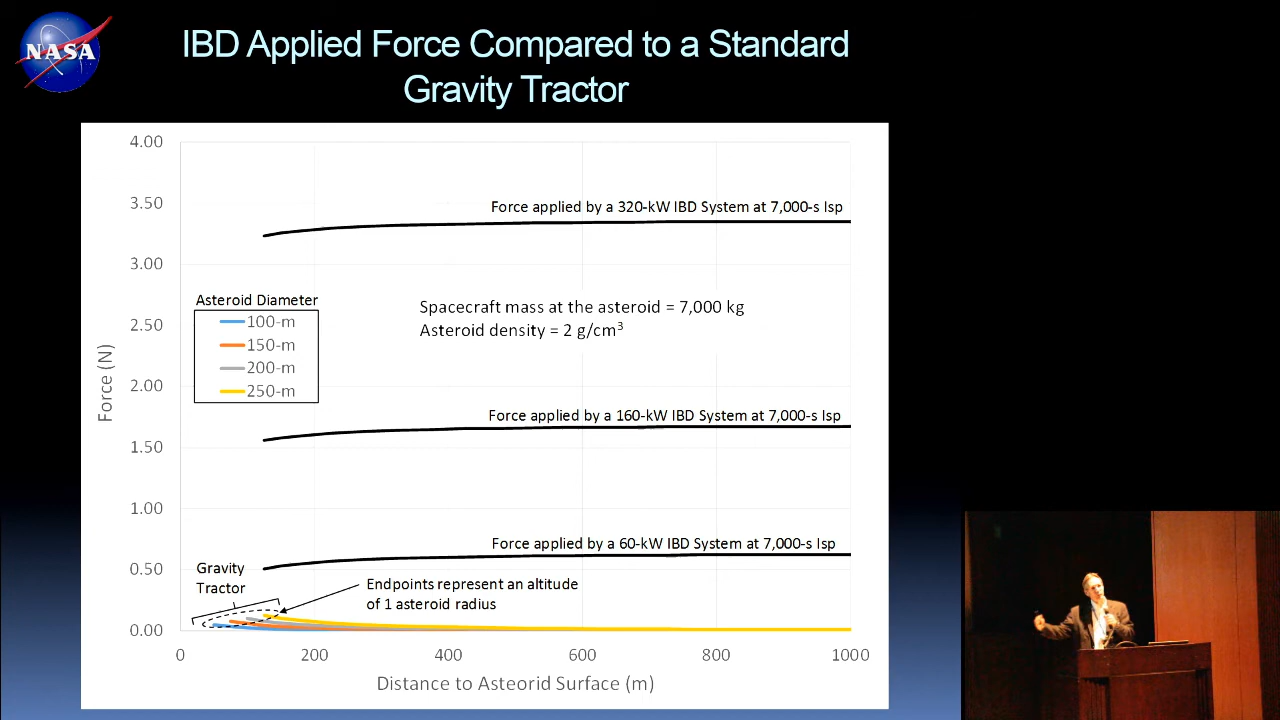 NASA
IBD Applied Force Compared to a Standard
Gravity Tractor
4.00
3.50
3.00
2.50
2.00
1.50
1.00
0.50
0.00
Force (N)
Force applied by a 320-kW IBD System at 7,000-s Isp
Asteroid Diameter
100-m
150-m
200-m
250-m
Spacecraft mass at the asteroid = 7,000 kg
Asteroid density = 2 g/cm³
Force applied by a 160-kW IBD System at 7,000-s Isp
Force applied by a 60-kW IBD System at 7,000-s Isp
Gravity
Tractor
Endpoints represent an altitude
of 1 asteroid radius
0
200
400
600
800
1000
Distance to Asteorid Surface (m)